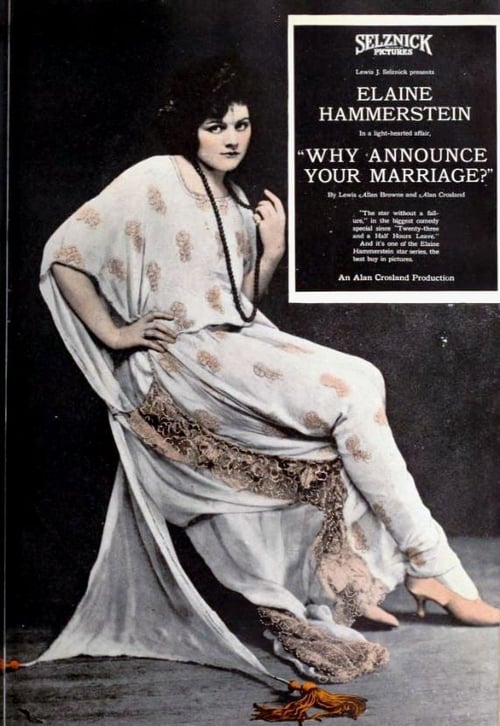 SELZNICK
PICTURES
Lewis J. Selznick presents
ELAINE
HAMMERSTEIN
In a light-hearted affair,
"WHY ANNOUNCE
YOUR MARRIAGE?"
By Lewis Allen Browne and Alan Crosland
"The star without a fail-
ure," in the biggest comedy
special since "Twenty-three
and a Half Hours Leave."
And it's one of the Elaine
Hammerstein star series, the
best buy in pictures.
An Alan Crosland Production